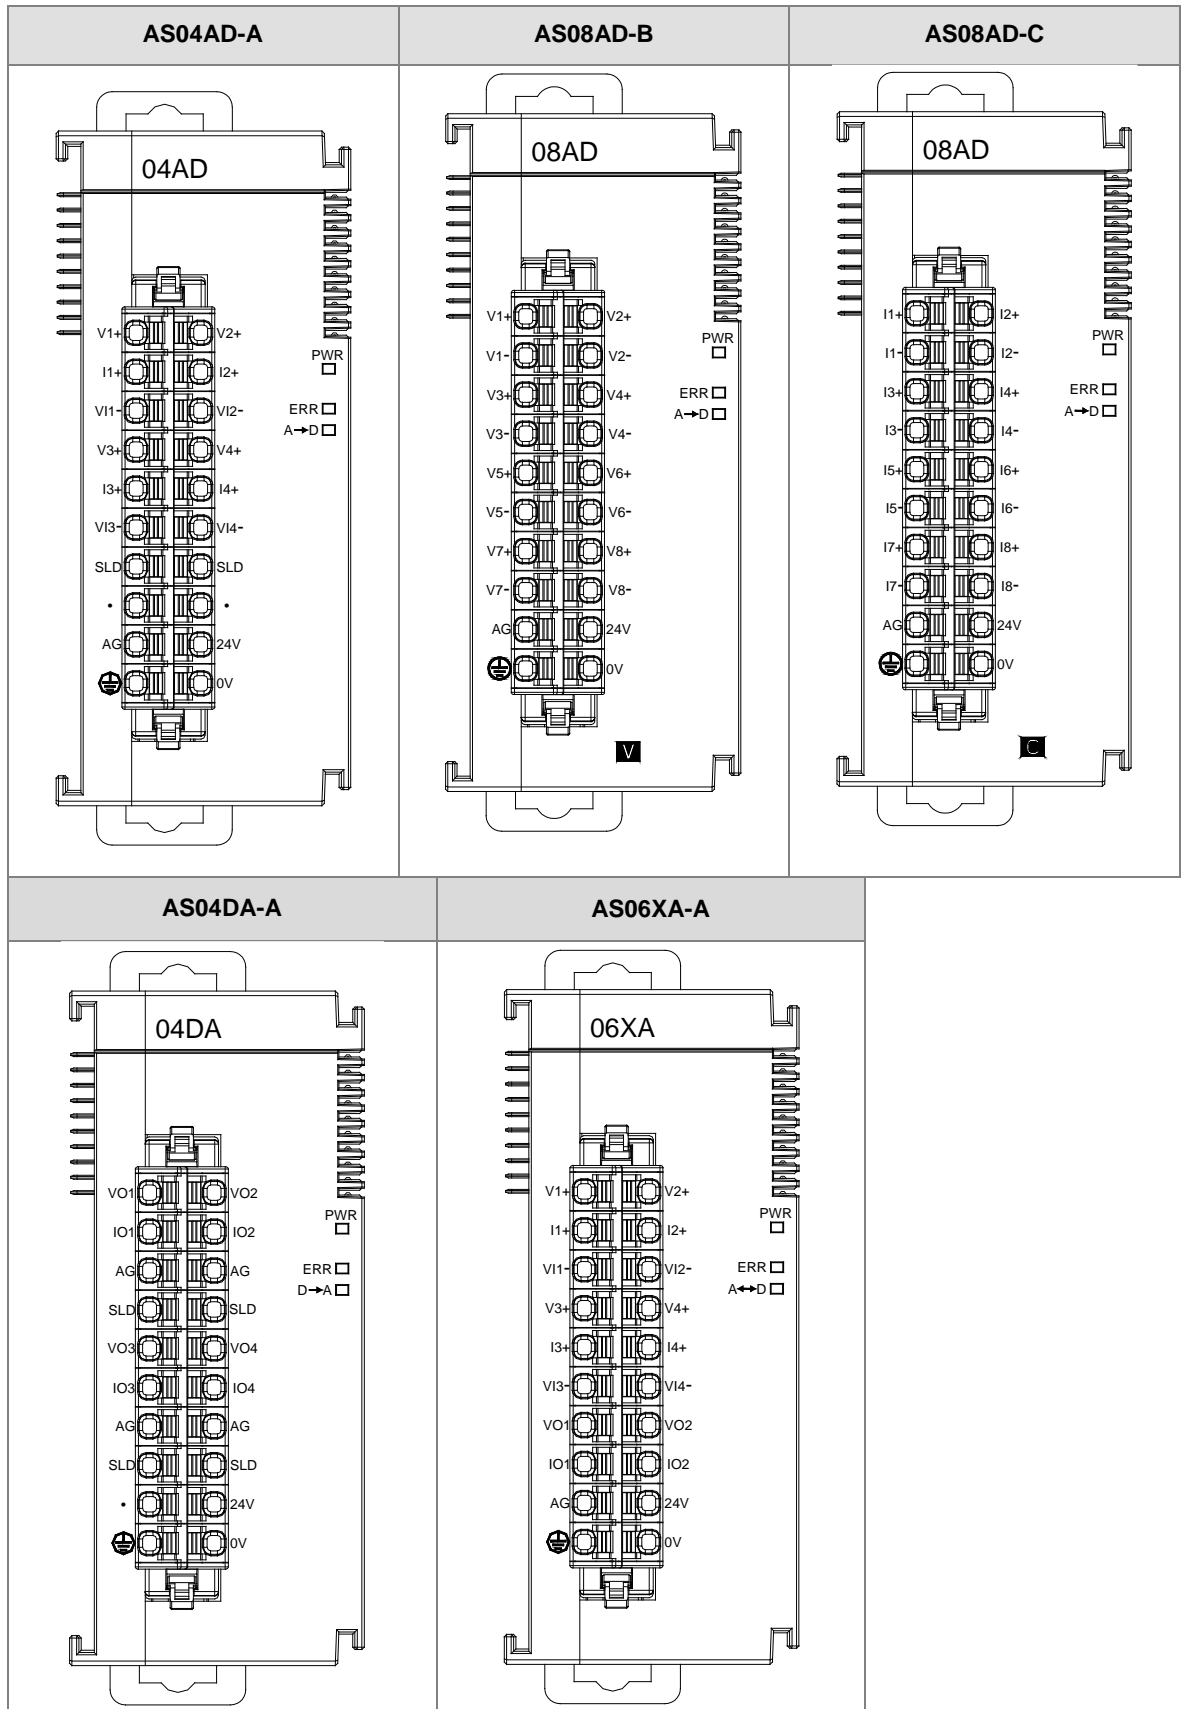 AS04AD-A AS08AD-B AS08AD-C
04AD
V1+ V2+
PWR
I1+ I2+
VI1- VI2- ERR
A→D
V3+ V4+
I3+ I4+
VI3- VI4-
SLD SLD
• •
AG 24V
0V
08AD
V1+ V2+
PWR
V1- V2-
V3+ V4+ ERR
A→D
V3- V4-
V5+ V6+
V5- V6-
V7+ V8+
V7- V8-
AG 24V
0V
V
08AD
I1+ I2+
PWR
I1- I2-
I3+ I4+ ERR
A→D
I3- I4-
I5+ I6+
I5- I6-
I7+ I8+
I7- I8-
AG 24V
0V
C
AS04DA-A AS06XA-A
04DA
VO1 VO2
PWR
IO1 IO2
AG AG ERR
D→A
SLD SLD
VO3 VO4
IO3 IO4
AG AG
SLD SLD
• 24V
0V
06XA
V1+ V2+
PWR
I1+ I2+
VI1- VI2- ERR
A↔D
V3+ V4+
I3+ I4+
VI3- VI4-
VO1 VO2
IO1 IO2
AG 24V
0V